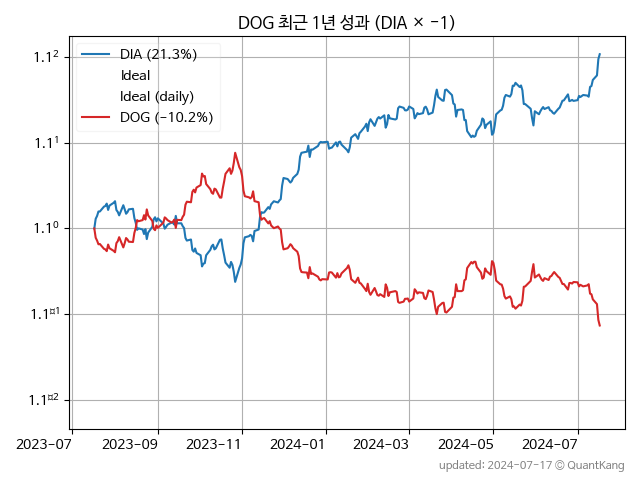 DOG 최근 1년 성과 (DIA × -1)
DIA (21.3%)
Ideal
Ideal (daily)
DOG (-10.2%)
1.1²
1.1¹
1.1⁰
1.1¤1
1.1¤2
2023-07 2023-09 2023-11 2024-01 2024-03 2024-05 2024-07
updated: 2024-07-17 © QuantKang